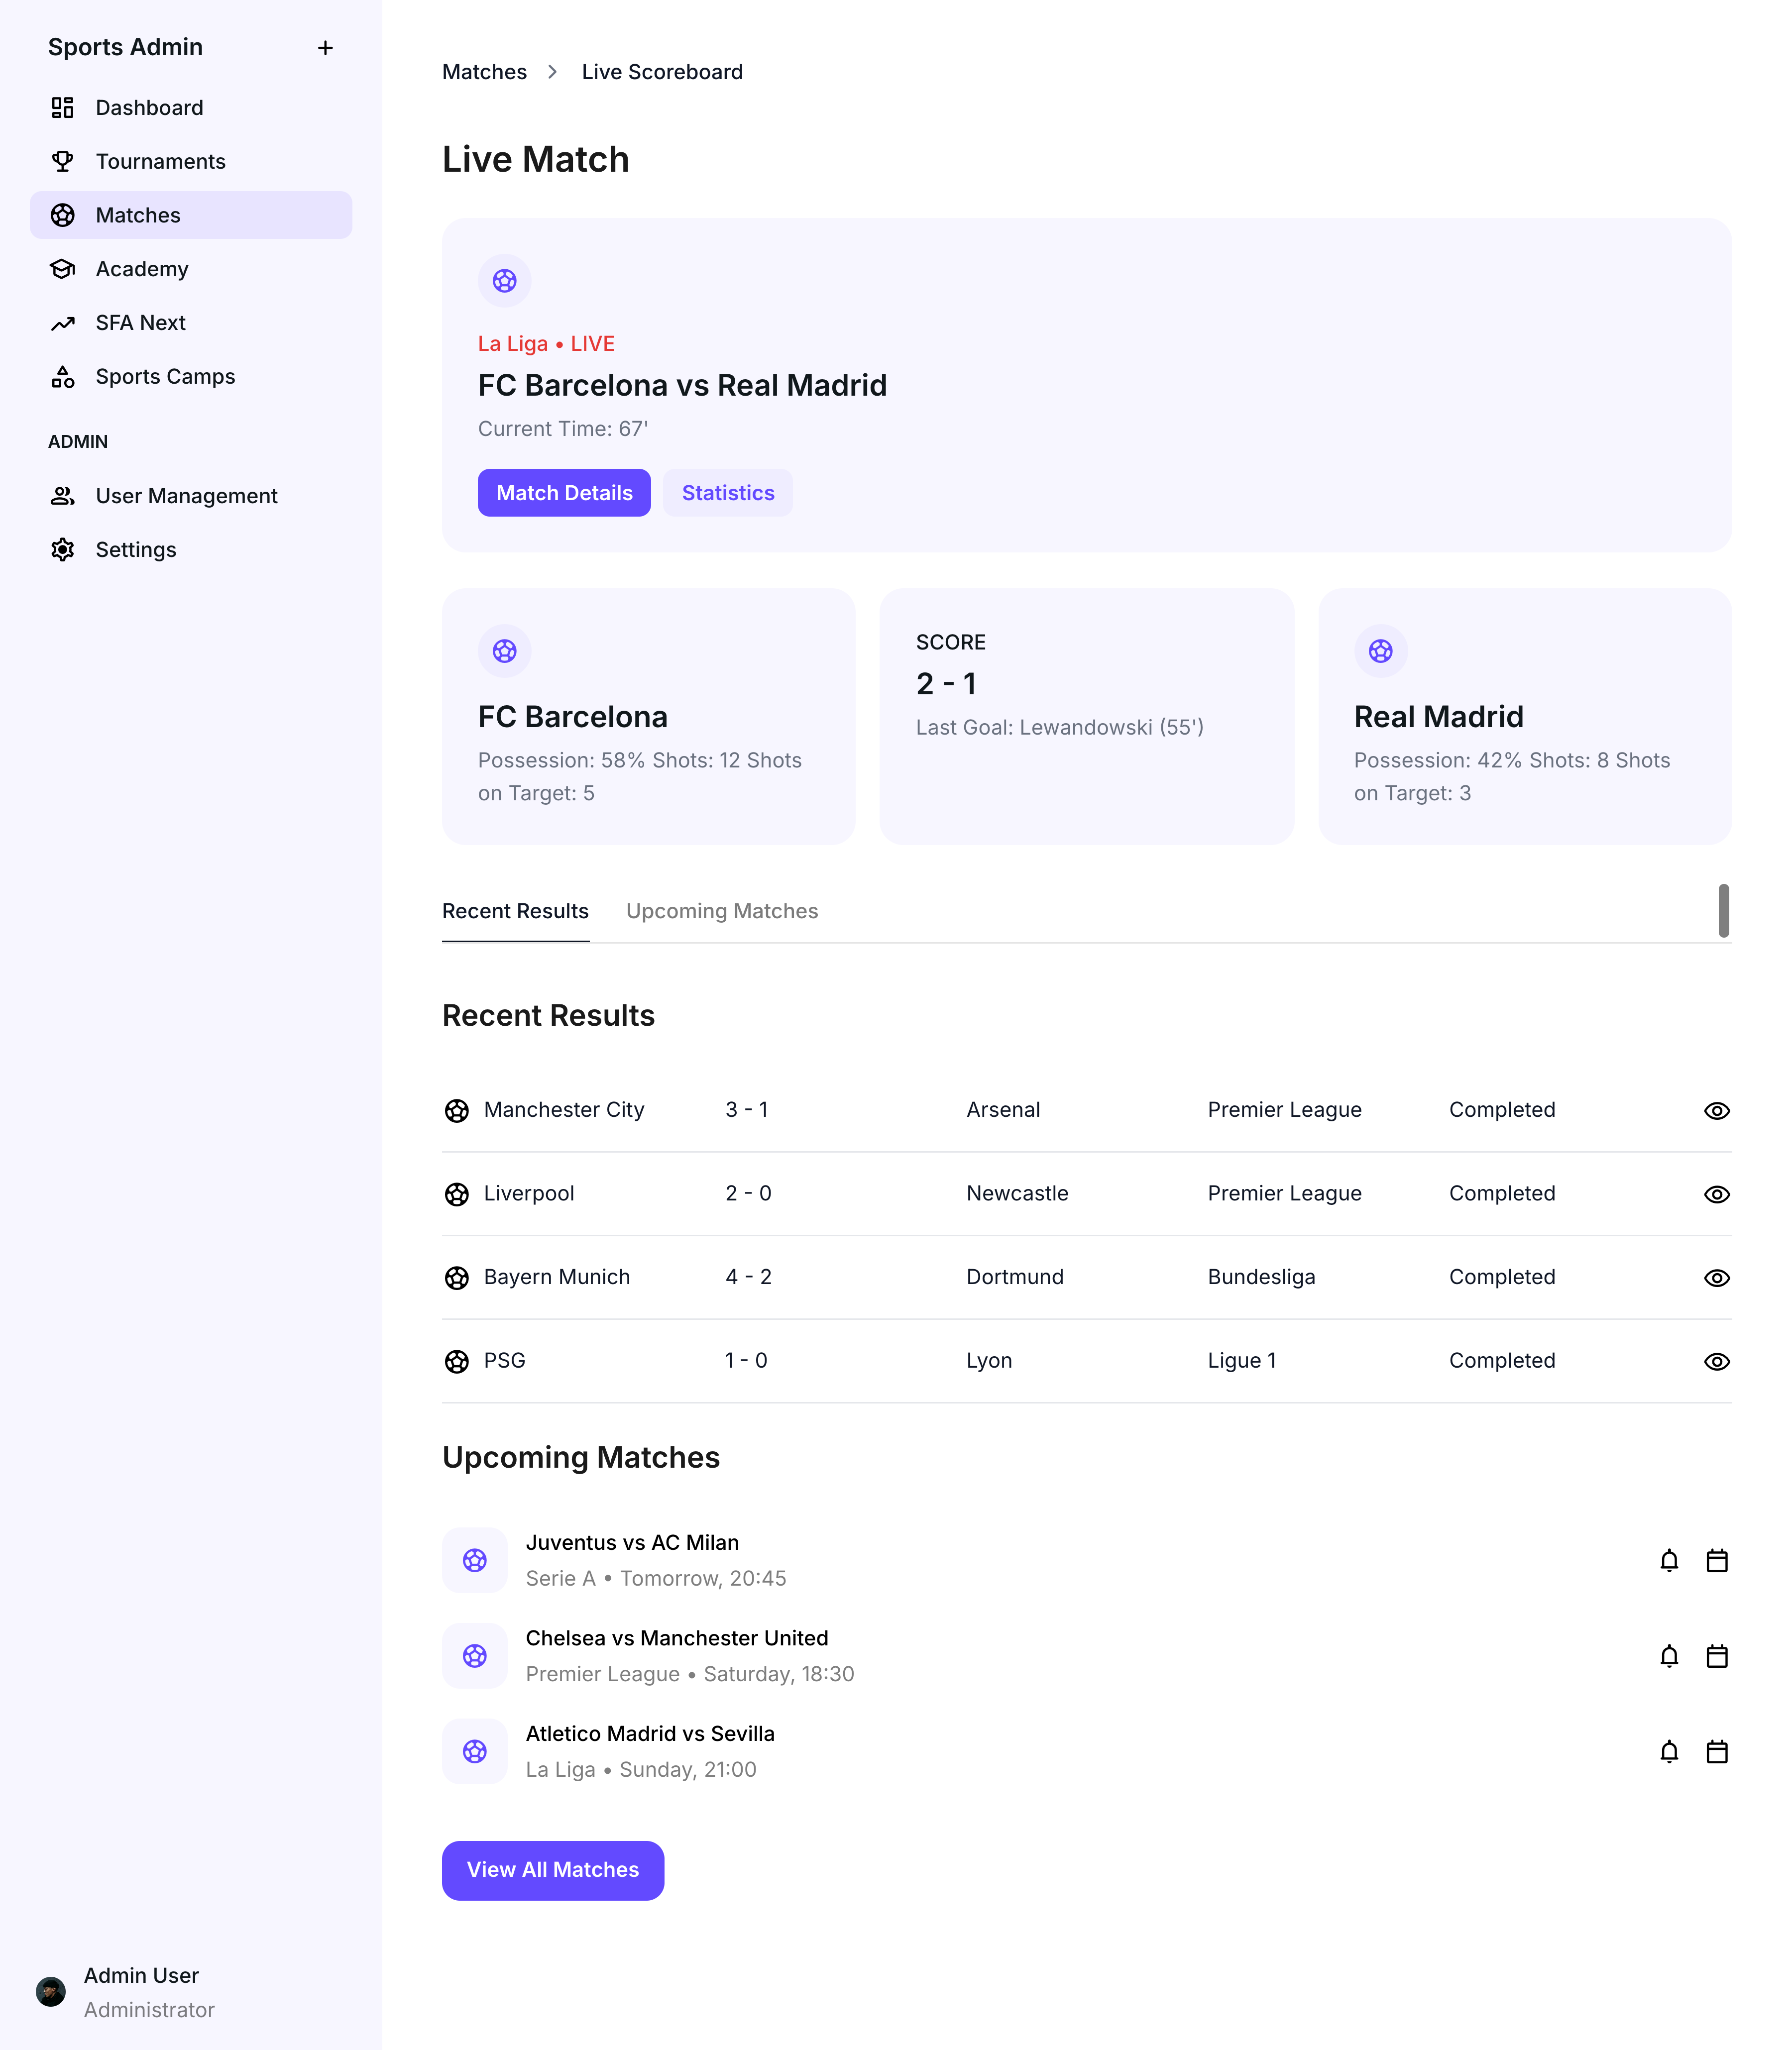 Sports Admin
Dashboard
Tournaments
Matches
Academy
SFA Next
Sports Camps
ADMIN
User Management
Settings
Admin User
Administrator
Matches
Live Scoreboard
Live Match
La Liga • LIVE
FC Barcelona vs Real Madrid
Current Time: 67'
Match Details
Statistics
FC Barcelona
Possession: 58% Shots: 12 Shots
on Target: 5
SCORE
2 - 1
Last Goal: Lewandowski (55')
Real Madrid
Possession: 42% Shots: 8 Shots
on Target: 3
Recent Results
Upcoming Matches
Recent Results
Manchester City 3 - 1 Arsenal Premier League Completed
Liverpool 2 - 0 Newcastle Premier League Completed
Bayern Munich 4 - 2 Dortmund Bundesliga Completed
PSG 1 - 0 Lyon Ligue 1 Completed
Upcoming Matches
Juventus vs AC Milan
Serie A • Tomorrow, 20:45
Chelsea vs Manchester United
Premier League • Saturday, 18:30
Atletico Madrid vs Sevilla
La Liga • Sunday, 21:00
View All Matches